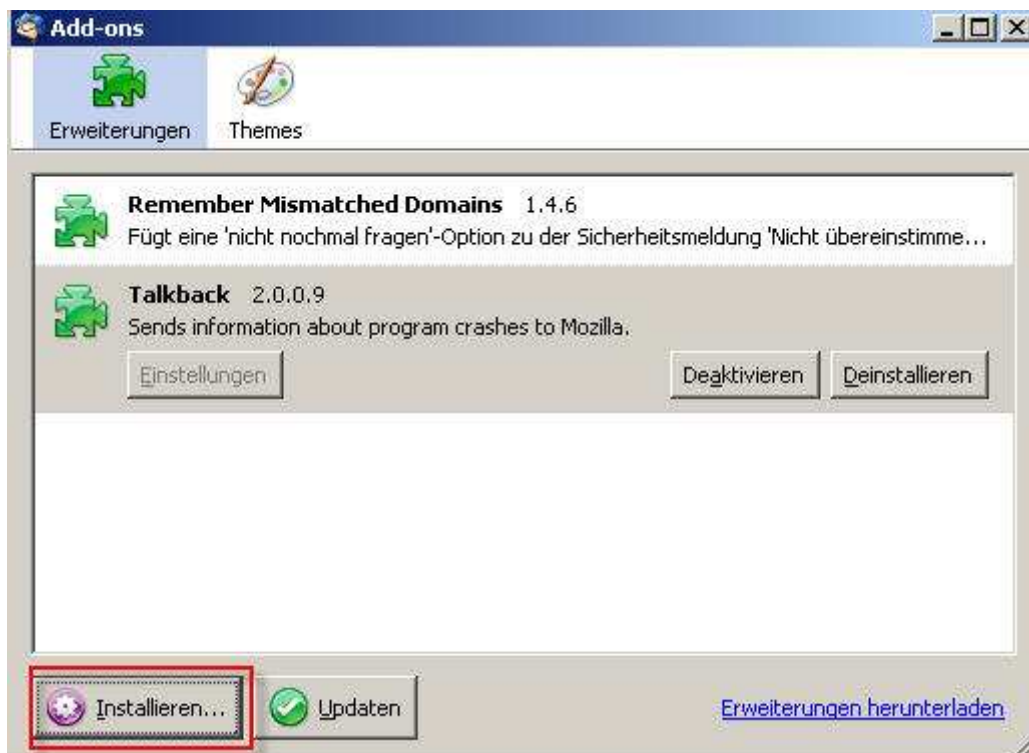 Add-ons
Erweiterungen
Themes
Remember Mismatched Domains 1.4.6
Fügt eine 'nicht nochmal fragen'-Option zu der Sicherheitsmeldung 'Nicht übereinstimme...
Talkback 2.0.0.9
Sends information about program crashes to Mozilla.
Einstellungen
Deaktivieren
Deinstallieren
Installieren...
Updaten
Erweiterungen herunterladen